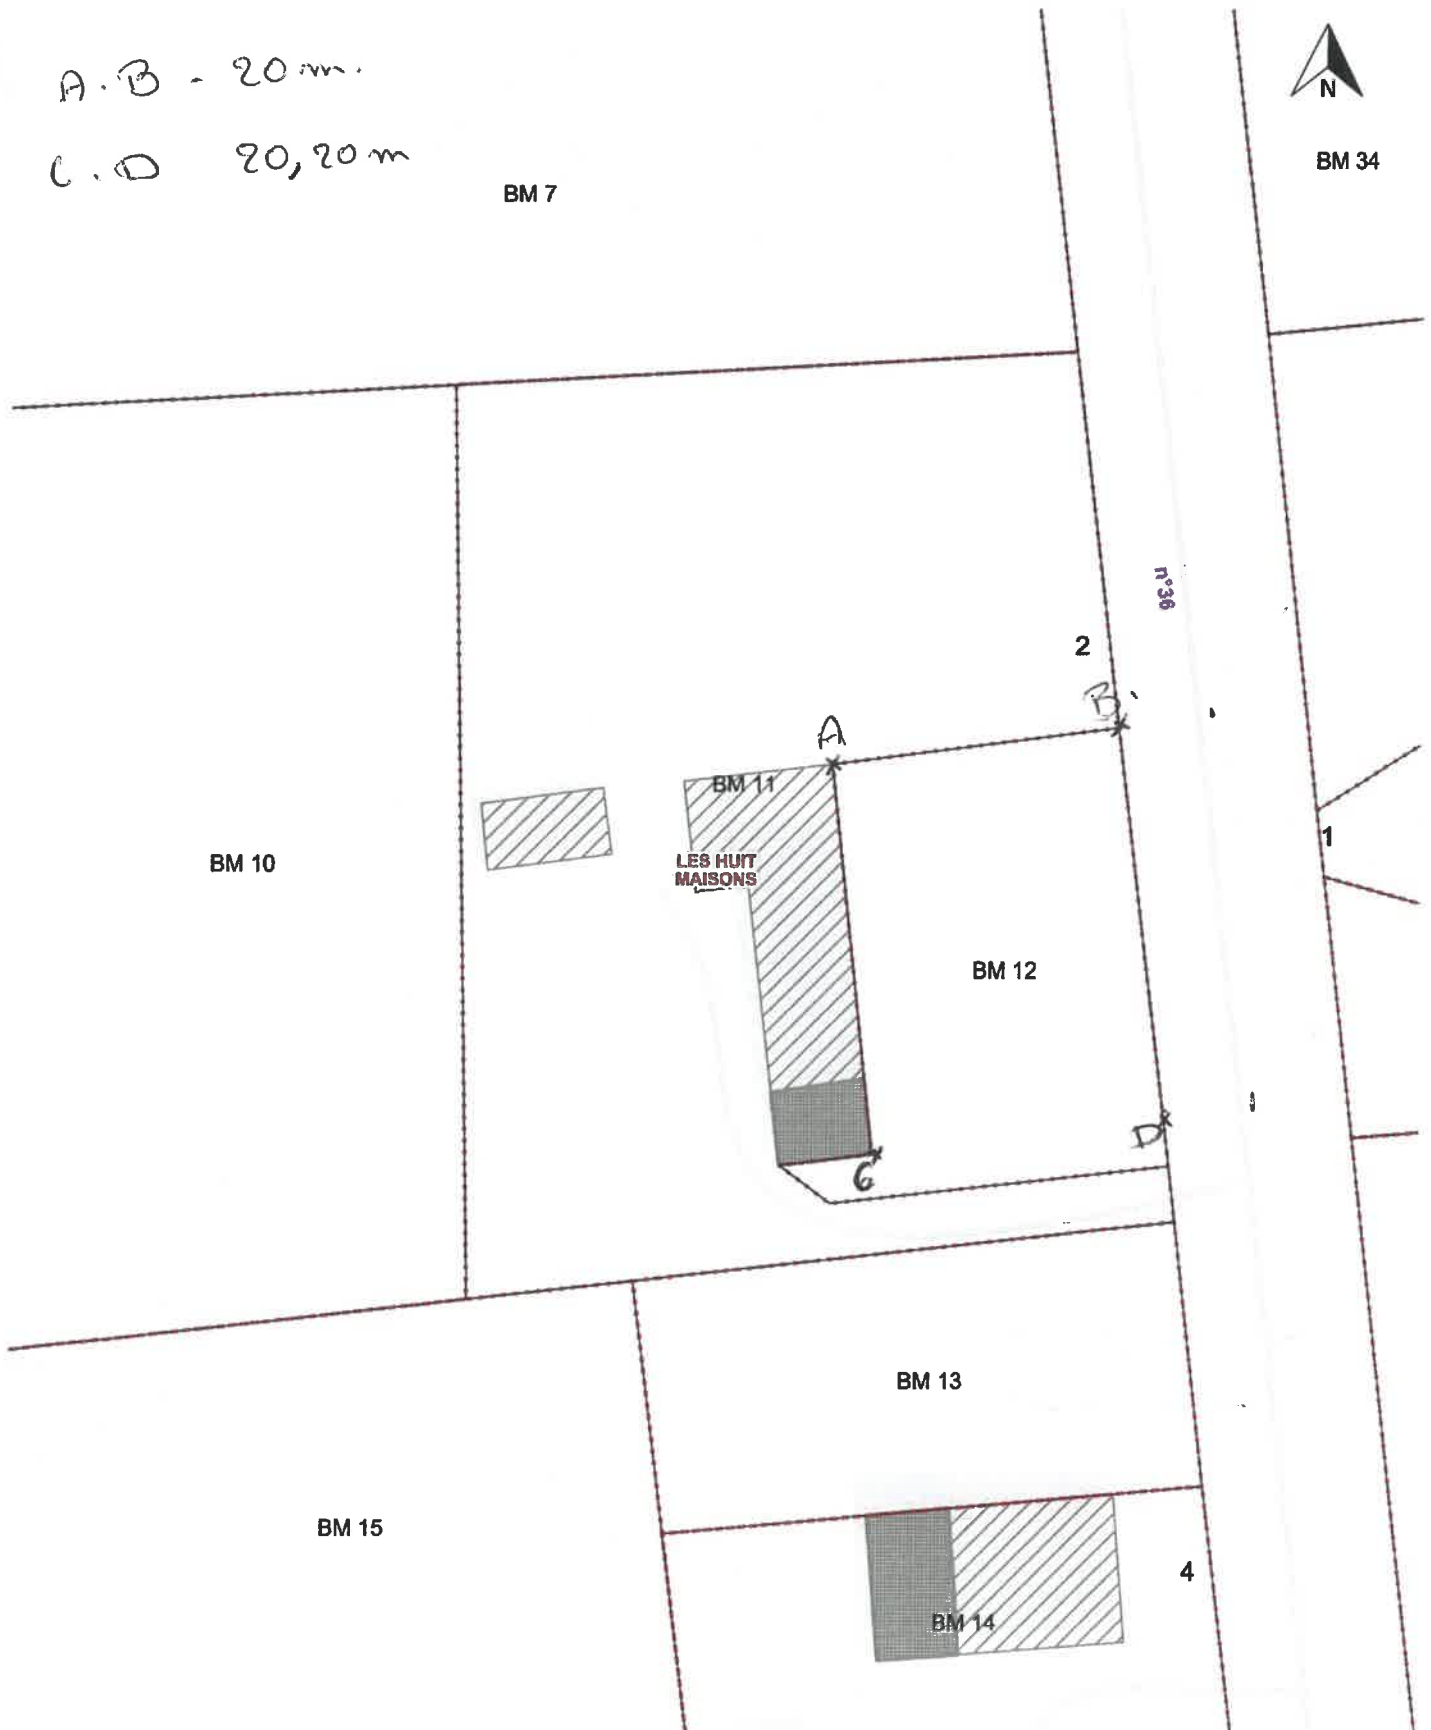 A.B - 20 m.
C.D 20,20 m
N
BM 34
BM 7
n°36
2
B
A
BM 11
BM 10
LES HUIT
MAISONS
1
BM 12
D
C
BM 13
BM 15
4
BM 14